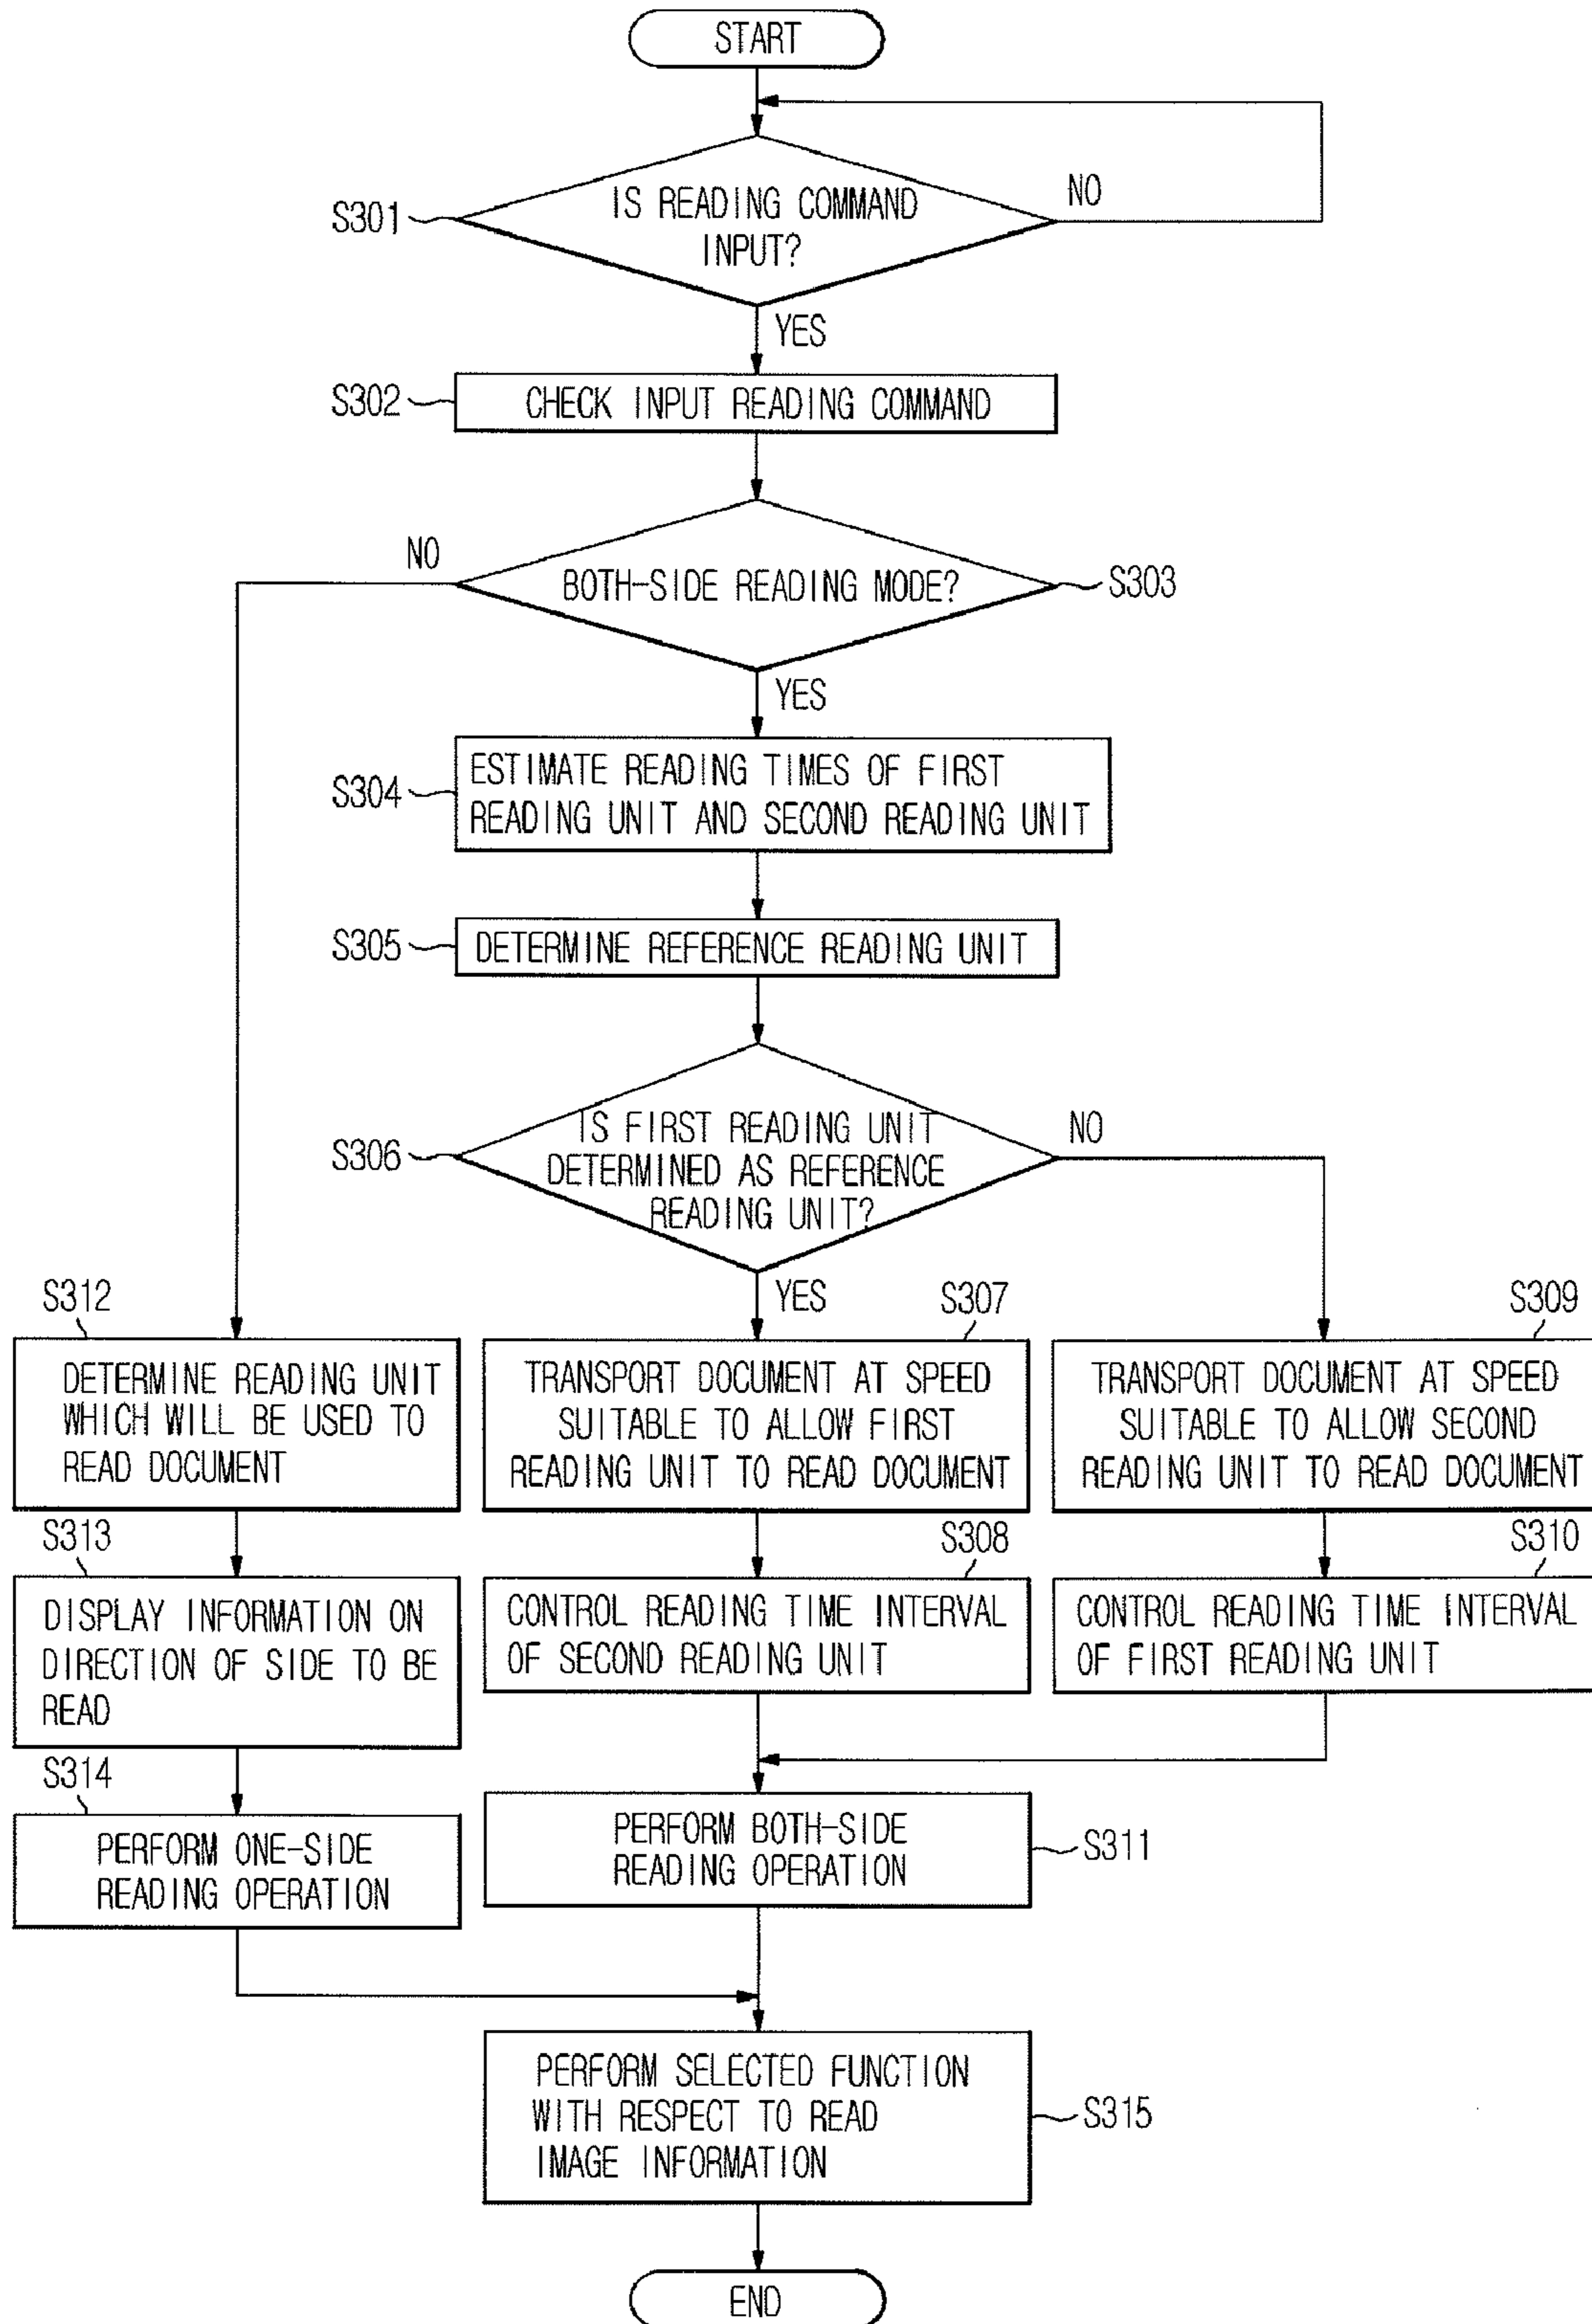 START
IS READING COMMAND
INPUT?
NO
S301
YES
S302
CHECK INPUT READING COMMAND
NO
BOTH-SIDE READING MODE?
S303
YES
S304
ESTIMATE READING TIMES OF FIRST
READING UNIT AND SECOND READING UNIT
S305
DETERMINE REFERENCE READING UNIT
S306
IS FIRST READING UNIT
DETERMINED AS REFERENCE
READING UNIT?
NO
YES
S312
DETERMINE READING UNIT
WHICH WILL BE USED TO
READ DOCUMENT
S307
TRANSPORT DOCUMENT AT SPEED
SUITABLE TO ALLOW FIRST
READING UNIT TO READ DOCUMENT
S309
TRANSPORT DOCUMENT AT SPEED
SUITABLE TO ALLOW SECOND
READING UNIT TO READ DOCUMENT
S313
DISPLAY INFORMATION ON
DIRECTION OF SIDE TO BE
READ
S308
CONTROL READING TIME INTERVAL
OF SECOND READING UNIT
S310
CONTROL READING TIME INTERVAL
OF FIRST READING UNIT
S314
PERFORM ONE-SIDE
READING OPERATION
PERFORM BOTH-SIDE
READING OPERATION
S311
PERFORM SELECTED FUNCTION
WITH RESPECT TO READ
IMAGE INFORMATION
S315
END